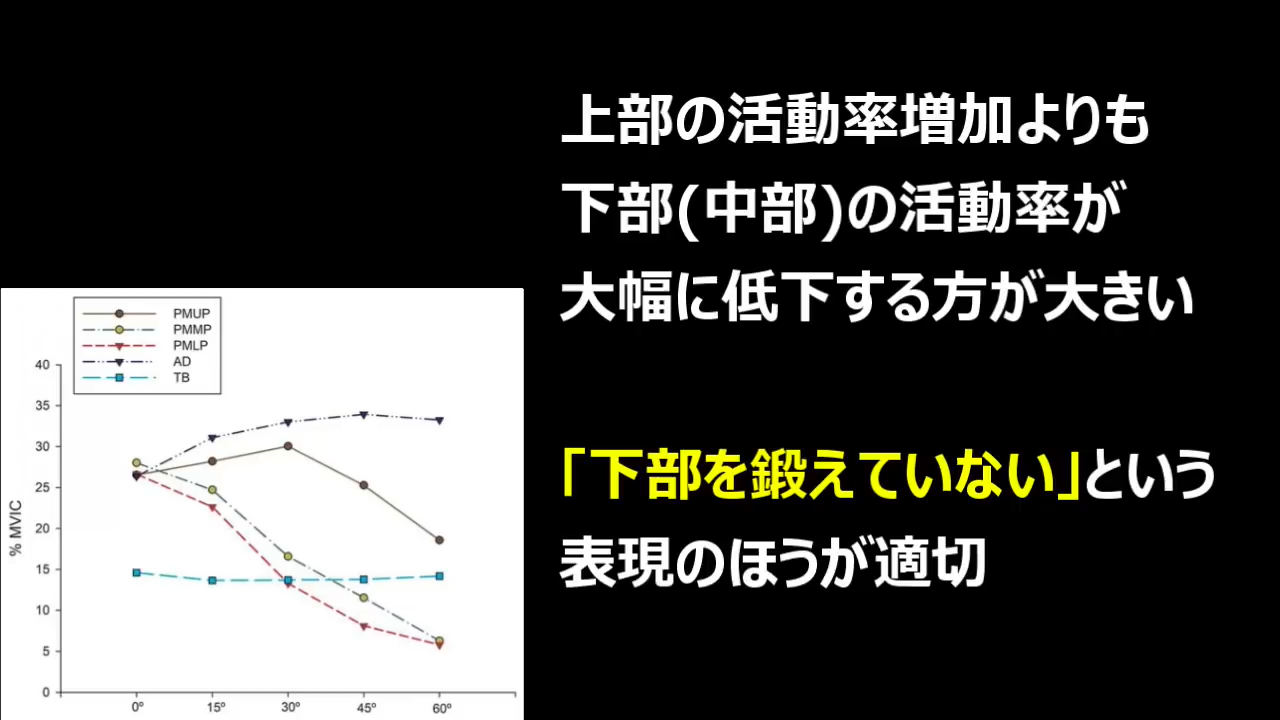 上部の活動率増加よりも
下部(中部)の活動率が
大幅に低下する方が大きい
「下部を鍛えていない」という
表現のほうが適切
PMUP
PMMP
PMLP
AD
TB
% MVIC
40
35
30
25
20
15
10
5
0
0º
15º
30º
45º
60º